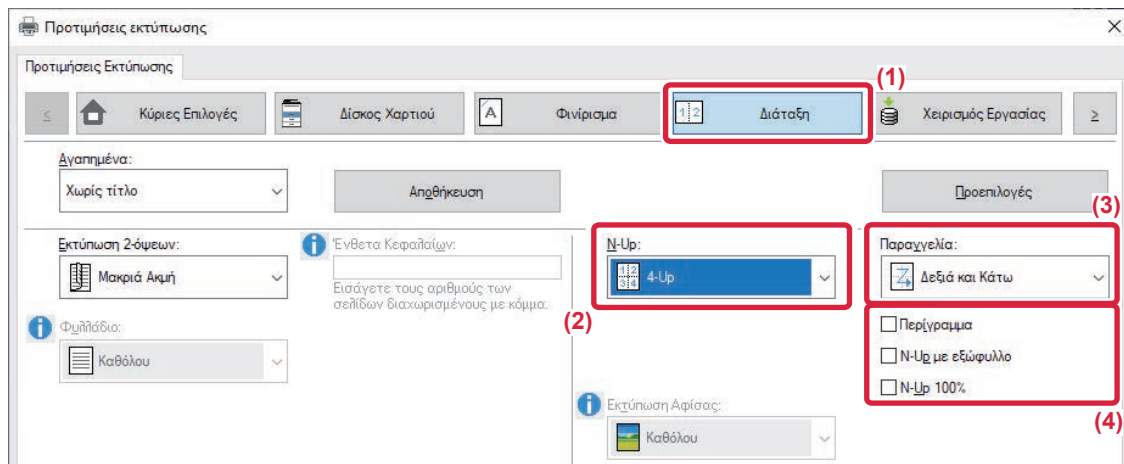 Προτιμήσεις εκτύπωσης
Προτιμήσεις Εκτύπωσης
(1)
Κύριες Επιλογές
Δίσκος Χαρτιού
Φινίρισμα
Διάταξη
Χειρισμός Εργασίας
Αγαπημένα:
Χωρίς τίτλο
Αποθήκευση
Προεπιλογές
(3)
Εκτύπωση 2-όψεων:
Ένθετα Κεφαλαίων:
N-Up:
Παραγγελία:
Μακριά Ακμή
4-Up
Δεξιά και Κάτω
Εισάγετε τους αριθμούς των
σελίδων διαχωρισμένους με κόμμα.
(2)
Φυλλάδιο:
Περίγραμμα
Καθόλου
N-Up με εξώφυλλο
N-Up 100%
(4)
Εκτύπωση Αφίσας:
Καθόλου